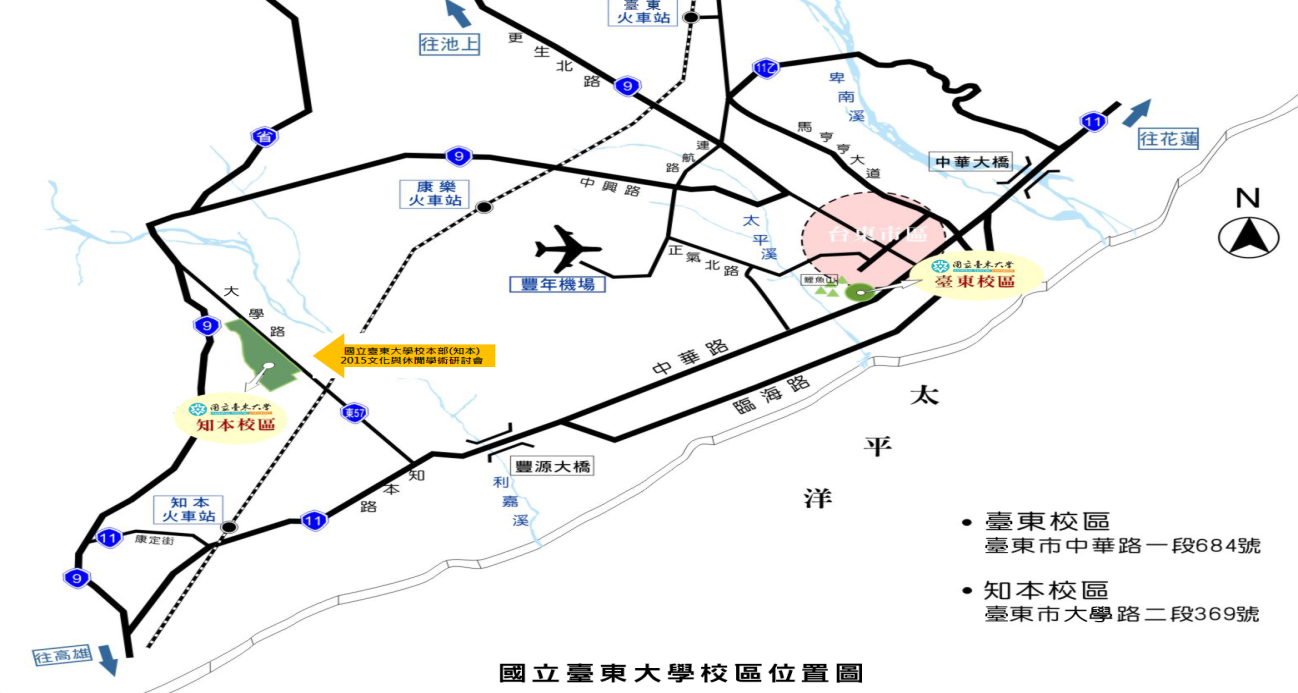 臺東
火車站
往池上
更生北路
9
11乙
卑南溪
11
往花蓮
省
9
馬亨亨大道
中華大橋
連航路
康樂
火車站
中興路
N
太平溪
台東市區
正氣北路
豐年機場
鯉魚山
國立臺東大學
臺東校區
大學路
9
國立臺東大學校本部(知本)
2015文化與休閒學術研討會
中華路
臨海路
太平洋
國立臺東大學
知本校區
東57
豐源大橋
知本路
利嘉溪
知本
火車站
11
11
康定街
9
往高雄
• 臺東校區
臺東市中華路一段684號
• 知本校區
臺東市大學路二段369號
國立臺東大學校區位置圖